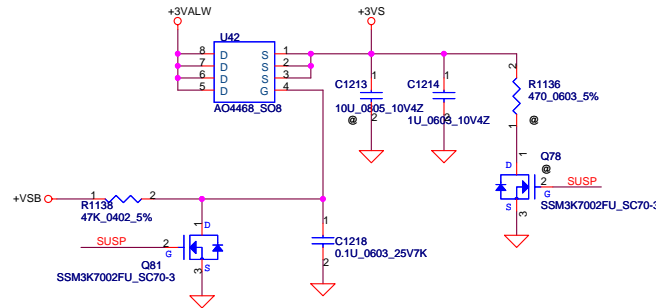 +3VALW
+3VS
U42
8 D S 1
7 D S 2
6 D S 3
5 D G 4
AO4468_SO8
1
C1213
10U_0805_10V4Z
2
@
1
C1214
1U_0603_10V4Z
2
2
R1136
470_0603_5%
1
@
1
D
Q78
@
2
G
SUSP
S
3
SSM3K7002FU_SC70-3
+VSB
1
2
R1138
47K_0402_5%
SUSP
2
G
1
D
S
3
Q81
SSM3K7002FU_SC70-3
1
C1218
0.1U_0603_25V7K
2